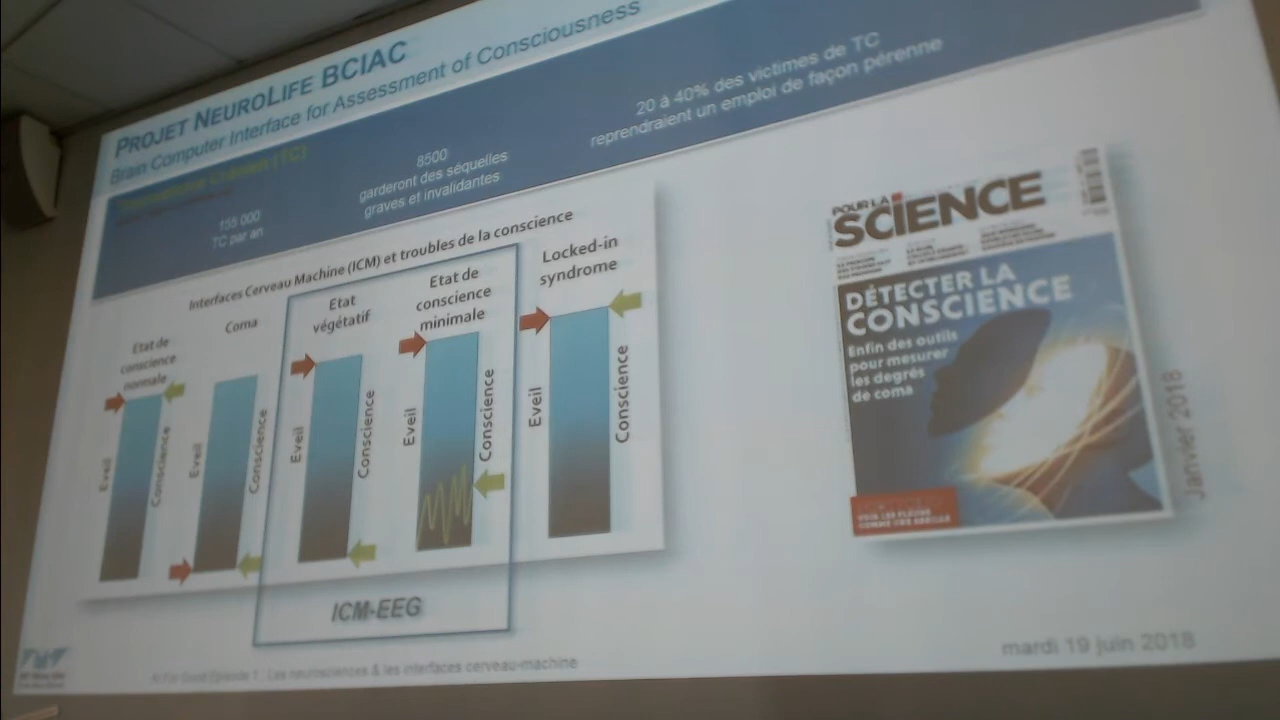 PROJET NEUROLIFE BCIAC
Brain Computer Interface for Assessment of Consciousness
(TC)
155 000
TC par an
8500
garderont des séquelles
graves et invalidantes
20 à 40% des victimes de TC
reprendraient un emploi de façon pérenne
Interfaces Cerveau Machine (ICM) et troubles de la conscience
Etat de
conscience
normale
Coma
Etat
végétatif
Etat de
conscience
minimale
Locked-in
syndrome
Eveil
Conscience
Eveil
Conscience
Eveil
Conscience
Eveil
Conscience
Eveil
Conscience
ICM-EEG
POUR LA
SCIENCE
DÉTECTER LA
CONSCIENCE
Enfin des outils
pour mesurer
les degrés
de coma
Janvier 2018
AI For Good Episode 1 : Les neurosciences & les interfaces cerveau-machine
mardi 19 juin 2018